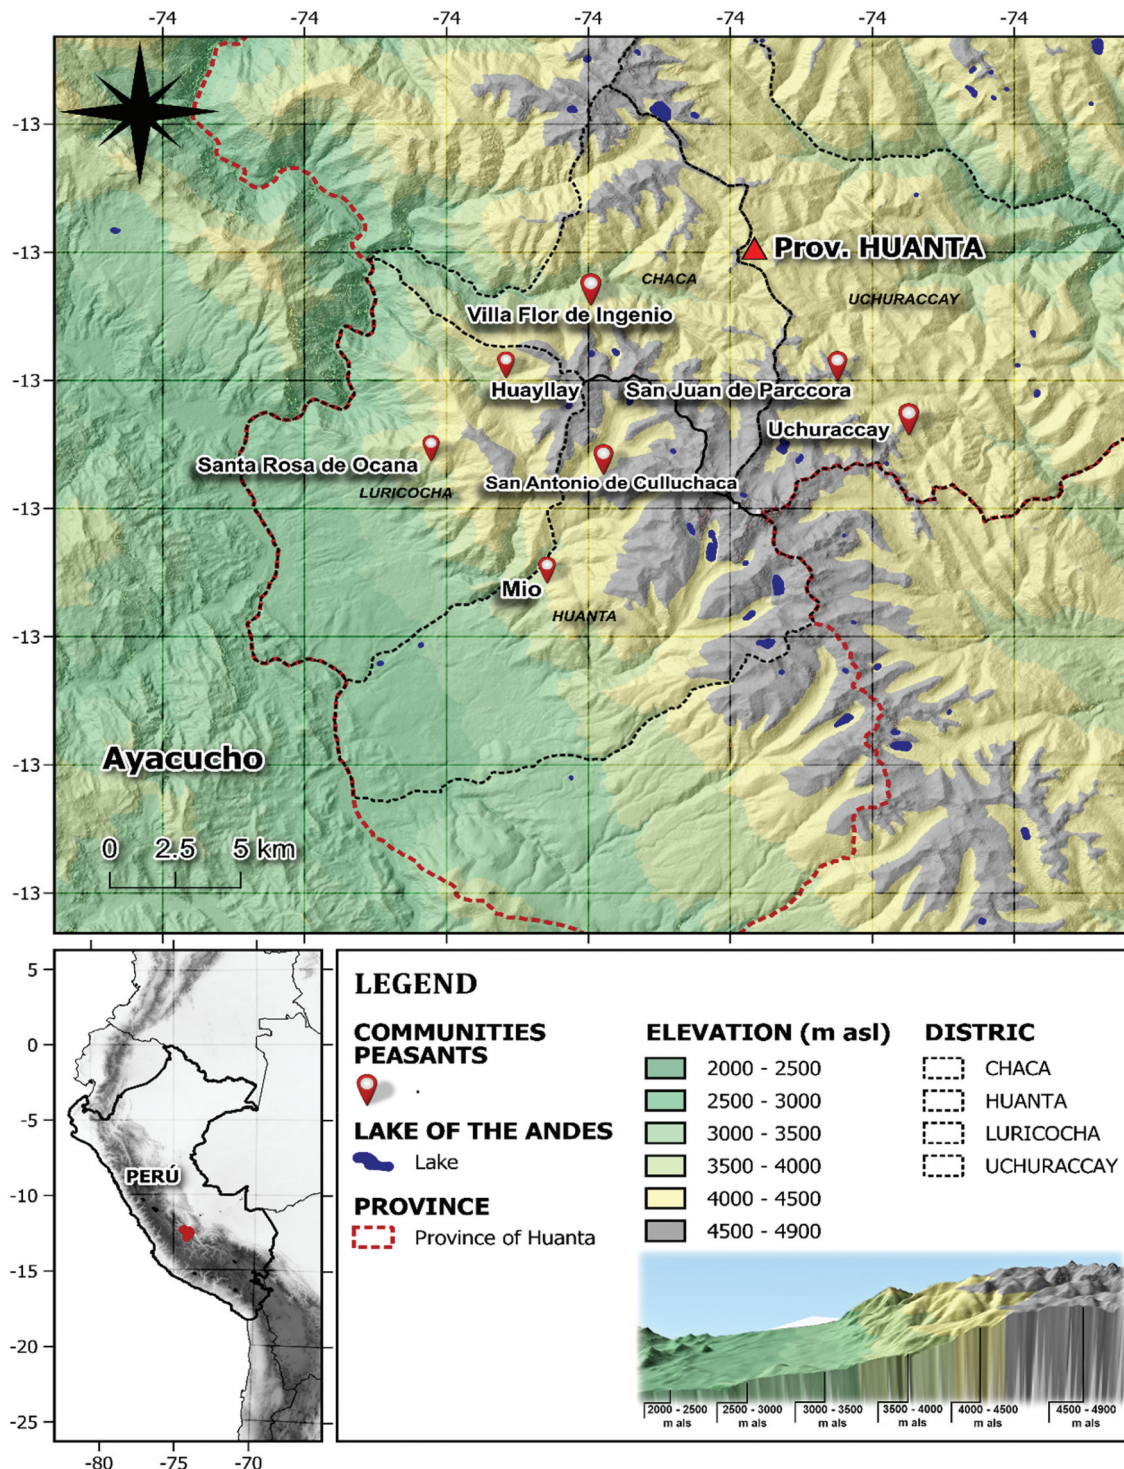 -74 -74 -74 -74 -74 -74 -74
-13
-13
Prov. HUANTA
CHACA
UCHURACCAY
Villa Flor de Ingenio
-13
Huayllay
San Juan de Parccora
Uchuraccay
Santa Rosa de Ocana
San Antonio de Culluchaca
LURICOCHA
-13
Mio
HUANTA
-13
Ayacucho
-13
0 2.5 5 km
-13
5
0
-5
-10
-15
-20
-25
PERÚ
-80 -75 -70
LEGEND
COMMUNITIES
PEASANTS
.
LAKE OF THE ANDES
Lake
PROVINCE
Province of Huanta
ELEVATION (m asl)
2000 - 2500
2500 - 3000
3000 - 3500
3500 - 4000
4000 - 4500
4500 - 4900
DISTRIC
CHACA
HUANTA
LURICOCHA
UCHURACCAY
2000 - 2500
m als
2500 - 3000
m als
3000 - 3500
m als
3500 - 4000
m als
4000 - 4500
m als
4500 - 4900
m als